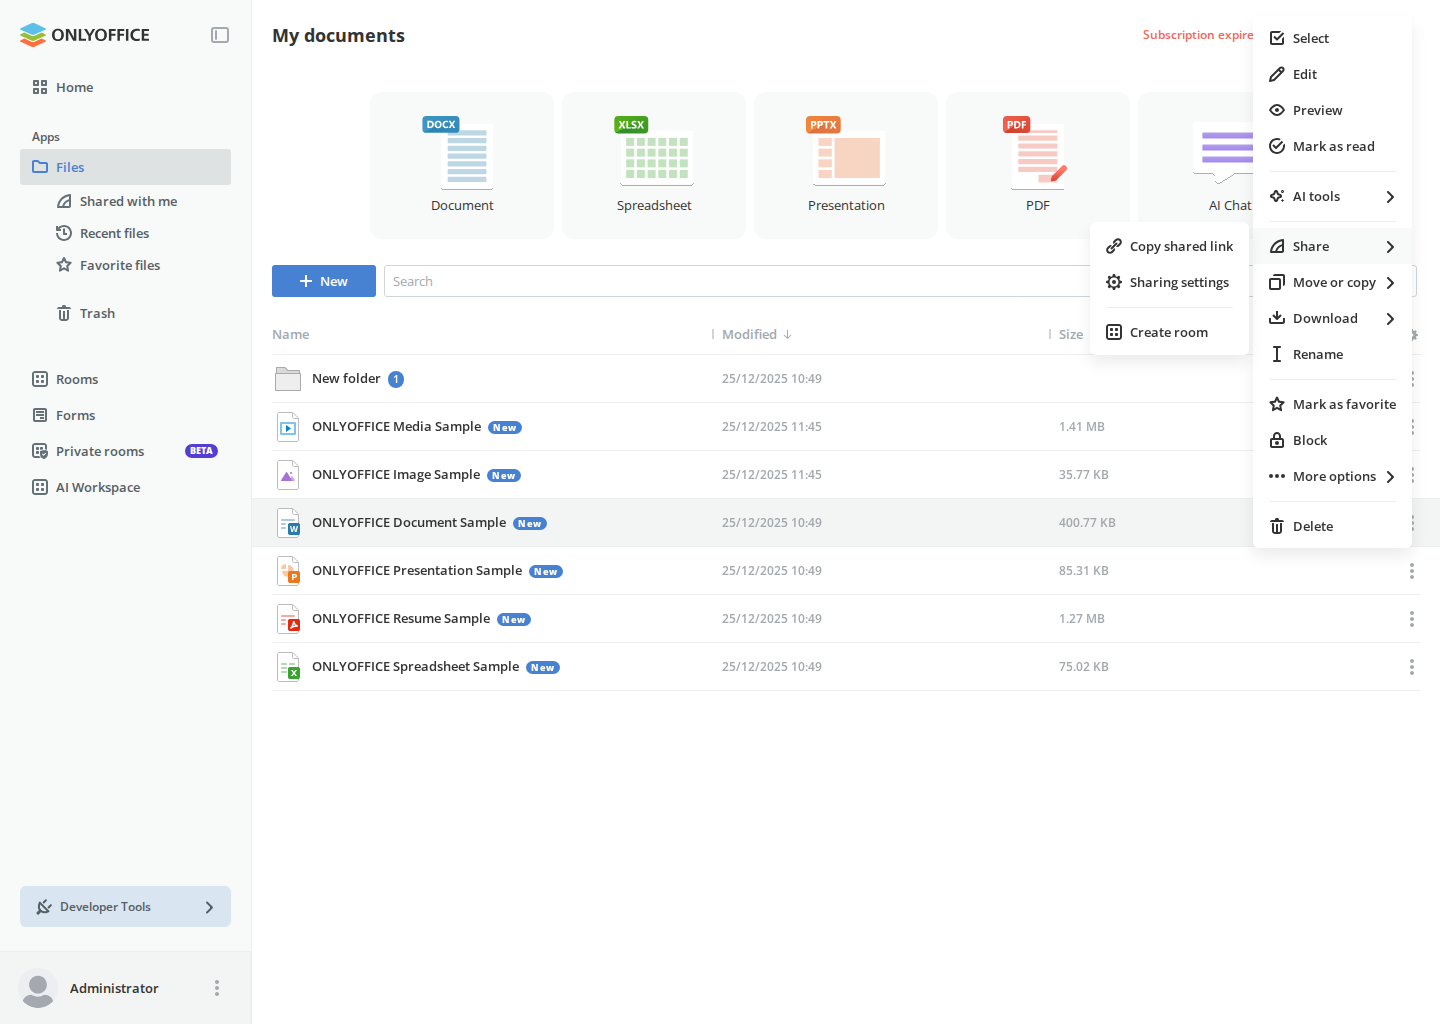 ONLYOFFICE
Home
Apps
Files
Shared with me
Recent files
Favorite files
Trash
Rooms
Forms
Private rooms BETA
AI Workspace
Developer Tools
Administrator
My documents
Subscription expire
DOCX
Document
XLSX
Spreadsheet
PPTX
Presentation
PDF
PDF
AI Chat
New
Search
Name Modified Size
New folder 1 25/12/2025 10:49
ONLYOFFICE Media Sample New 25/12/2025 11:45 1.41 MB
ONLYOFFICE Image Sample New 25/12/2025 11:45 35.77 KB
W
ONLYOFFICE Document Sample New 25/12/2025 10:49 400.77 KB
P
ONLYOFFICE Presentation Sample New 25/12/2025 10:49 85.31 KB
ONLYOFFICE Resume Sample New 25/12/2025 10:49 1.27 MB
X
ONLYOFFICE Spreadsheet Sample New 25/12/2025 10:49 75.02 KB
Copy shared link
Sharing settings
Create room
Select
Edit
Preview
Mark as read
AI tools
Share
Move or copy
Download
Rename
Mark as favorite
Block
More options
Delete